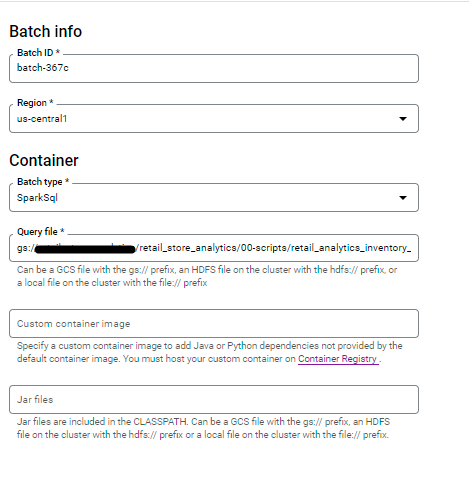 Batch info
Batch ID *
batch-367c
Region *
us-central1
Container
Batch type *
SparkSql
Query file *
gs:// /retail_store_analytics/00-scripts/retail_analytics_inventory_
Can be a GCS file with the gs:// prefix, an HDFS file on the cluster with the hdfs:// prefix, or
a local file on the cluster with the file:// prefix
Custom container image
Specify a custom container image to add Java or Python dependencies not provided by the
default container image. You must host your custom container on Container Registry .
Jar files
Jar files are included in the CLASSPATH. Can be a GCS file with the gs:// prefix, an HDFS
file on the cluster with the hdfs:// prefix or a local file on the cluster with the file:// prefix.